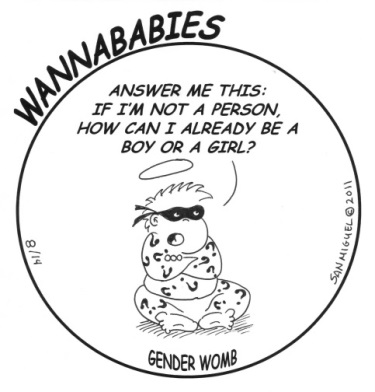 WANNABABIES
ANSWER ME THIS:
IF I'M NOT A PERSON,
HOW CAN I ALREADY BE A
BOY OR A GIRL?
8/14
SAN MIGUEL © 2011
GENDER WOMB